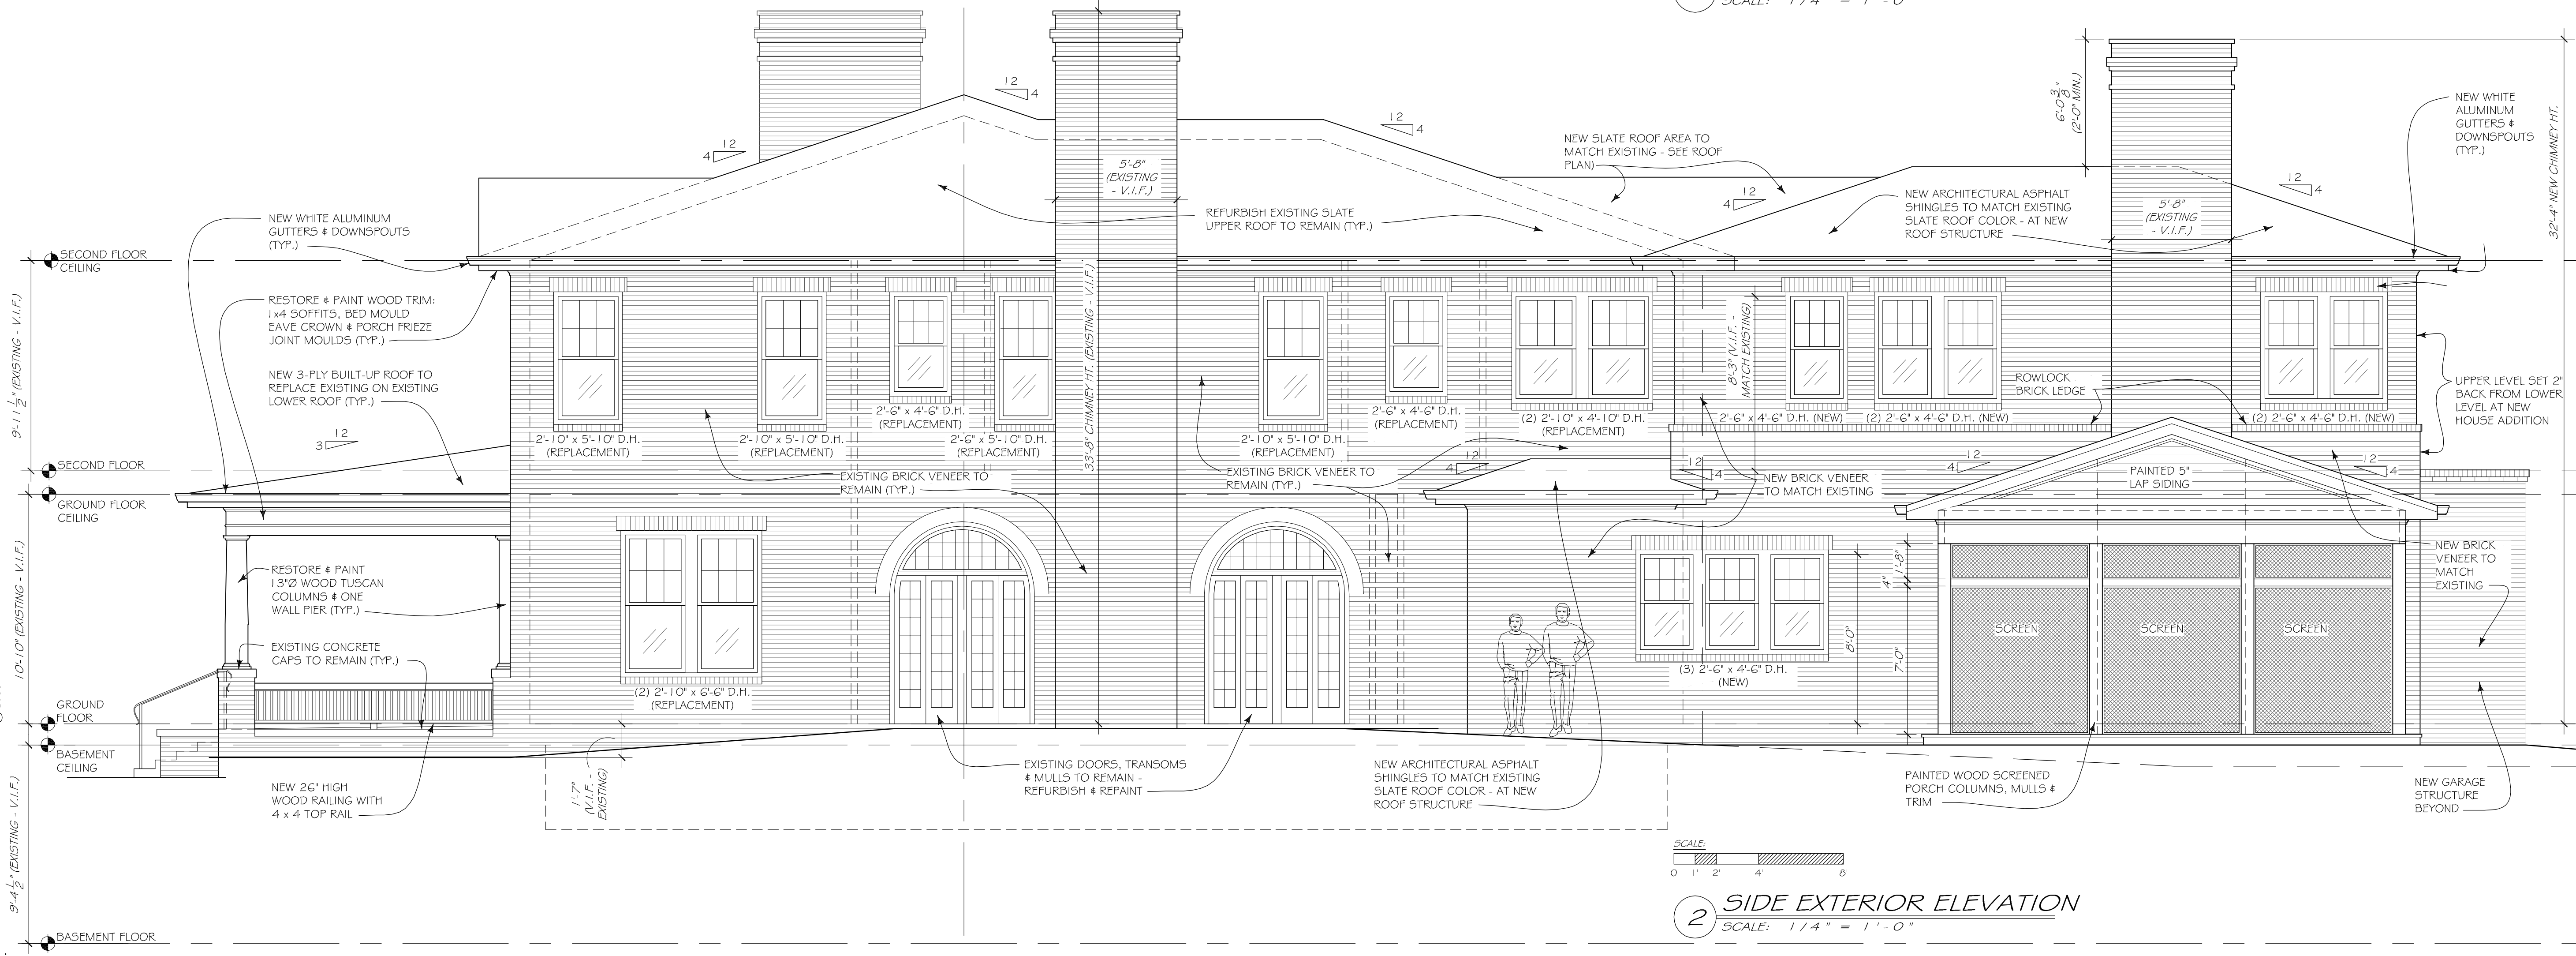 SCALE: 1/4" = 1'-0"
12
4
12
4
12
4
5'-8"
(EXISTING
- V.I.F.)
33'-8" CHIMNEY HT. (EXISTING - V.I.F.)
NEW SLATE ROOF AREA TO
MATCH EXISTING - SEE ROOF
PLAN)
12
4
NEW ARCHITECTURAL ASPHALT
SHINGLES TO MATCH EXISTING
SLATE ROOF COLOR - AT NEW
ROOF STRUCTURE
6'-0 3/8"
(2'-0" MIN.)
5'-8"
(EXISTING
- V.I.F.)
12
4
NEW WHITE
ALUMINUM
GUTTERS &
DOWNSPOUTS
(TYP.)
32'-4" NEW CHIMNEY HT.
NEW WHITE ALUMINUM
GUTTERS & DOWNSPOUTS
(TYP.)
REFURBISH EXISTING SLATE
UPPER ROOF TO REMAIN (TYP.)
SECOND FLOOR
CEILING
RESTORE & PAINT WOOD TRIM:
1x4 SOFFITS, BED MOULD
EAVE CROWN & PORCH FRIEZE
JOINT MOULDS (TYP.)
9'-11 1/2" (EXISTING - V.I.F.)
NEW 3-PLY BUILT-UP ROOF TO
REPLACE EXISTING ON EXISTING
LOWER ROOF (TYP.)
12
3
2'-10" x 5'-10" D.H.
(REPLACEMENT)
2'-10" x 5'-10" D.H.
(REPLACEMENT)
2'-6" x 4'-6" D.H.
(REPLACEMENT)
2'-6" x 5'-10" D.H.
(REPLACEMENT)
2'-10" x 5'-10" D.H.
(REPLACEMENT)
2'-6" x 4'-6" D.H.
(REPLACEMENT)
(2) 2'-10" x 4'-10" D.H.
(REPLACEMENT)
8'-3" (V.I.F. -
MATCH EXISTING)
2'-6" x 4'-6" D.H. (NEW)
(2) 2'-6" x 4'-6" D.H. (NEW)
ROWLOCK
BRICK LEDGE
(2) 2'-6" x 4'-6" D.H. (NEW)
UPPER LEVEL SET 2"
BACK FROM LOWER
LEVEL AT NEW
HOUSE ADDITION
SECOND FLOOR
GROUND FLOOR
CEILING
EXISTING BRICK VENEER TO
REMAIN (TYP.)
EXISTING BRICK VENEER TO
REMAIN (TYP.)
12
4
12
4
NEW BRICK VENEER
TO MATCH EXISTING
12
4
PAINTED 5"
LAP SIDING
12
4
10'-10" (EXISTING - V.I.F.)
RESTORE & PAINT
13"Ø WOOD TUSCAN
COLUMNS & ONE
WALL PIER (TYP.)
EXISTING CONCRETE
CAPS TO REMAIN (TYP.)
(2) 2'-10" x 6'-6" D.H.
(REPLACEMENT)
(3) 2'-6" x 4'-6" D.H.
(NEW)
8'-0"
1'-8"
4"
7'-0"
SCREEN
SCREEN
SCREEN
NEW BRICK
VENEER TO
MATCH
EXISTING
GROUND
FLOOR
BASEMENT
CEILING
NEW 26" HIGH
WOOD RAILING WITH
4 x 4 TOP RAIL
1'-7"
(V.I.F. -
EXISTING)
EXISTING DOORS, TRANSOMS
& MULLS TO REMAIN -
REFURBISH & REPAINT
NEW ARCHITECTURAL ASPHALT
SHINGLES TO MATCH EXISTING
SLATE ROOF COLOR - AT NEW
ROOF STRUCTURE
PAINTED WOOD SCREENED
PORCH COLUMNS, MULLS &
TRIM
NEW GARAGE
STRUCTURE
BEYOND
9'-4 1/2" (EXISTING - V.I.F.)
BASEMENT FLOOR
SCALE:
0 1' 2' 4' 8'
2 SIDE EXTERIOR ELEVATION
SCALE: 1/4" = 1'-0"